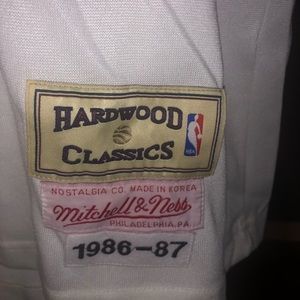 HARDWOOD
CLASSICS
NBA
NOSTALGIA CO. MADE IN KOREA
Mitchell & Ness
PHILADELPHIA, PA.
1986–87